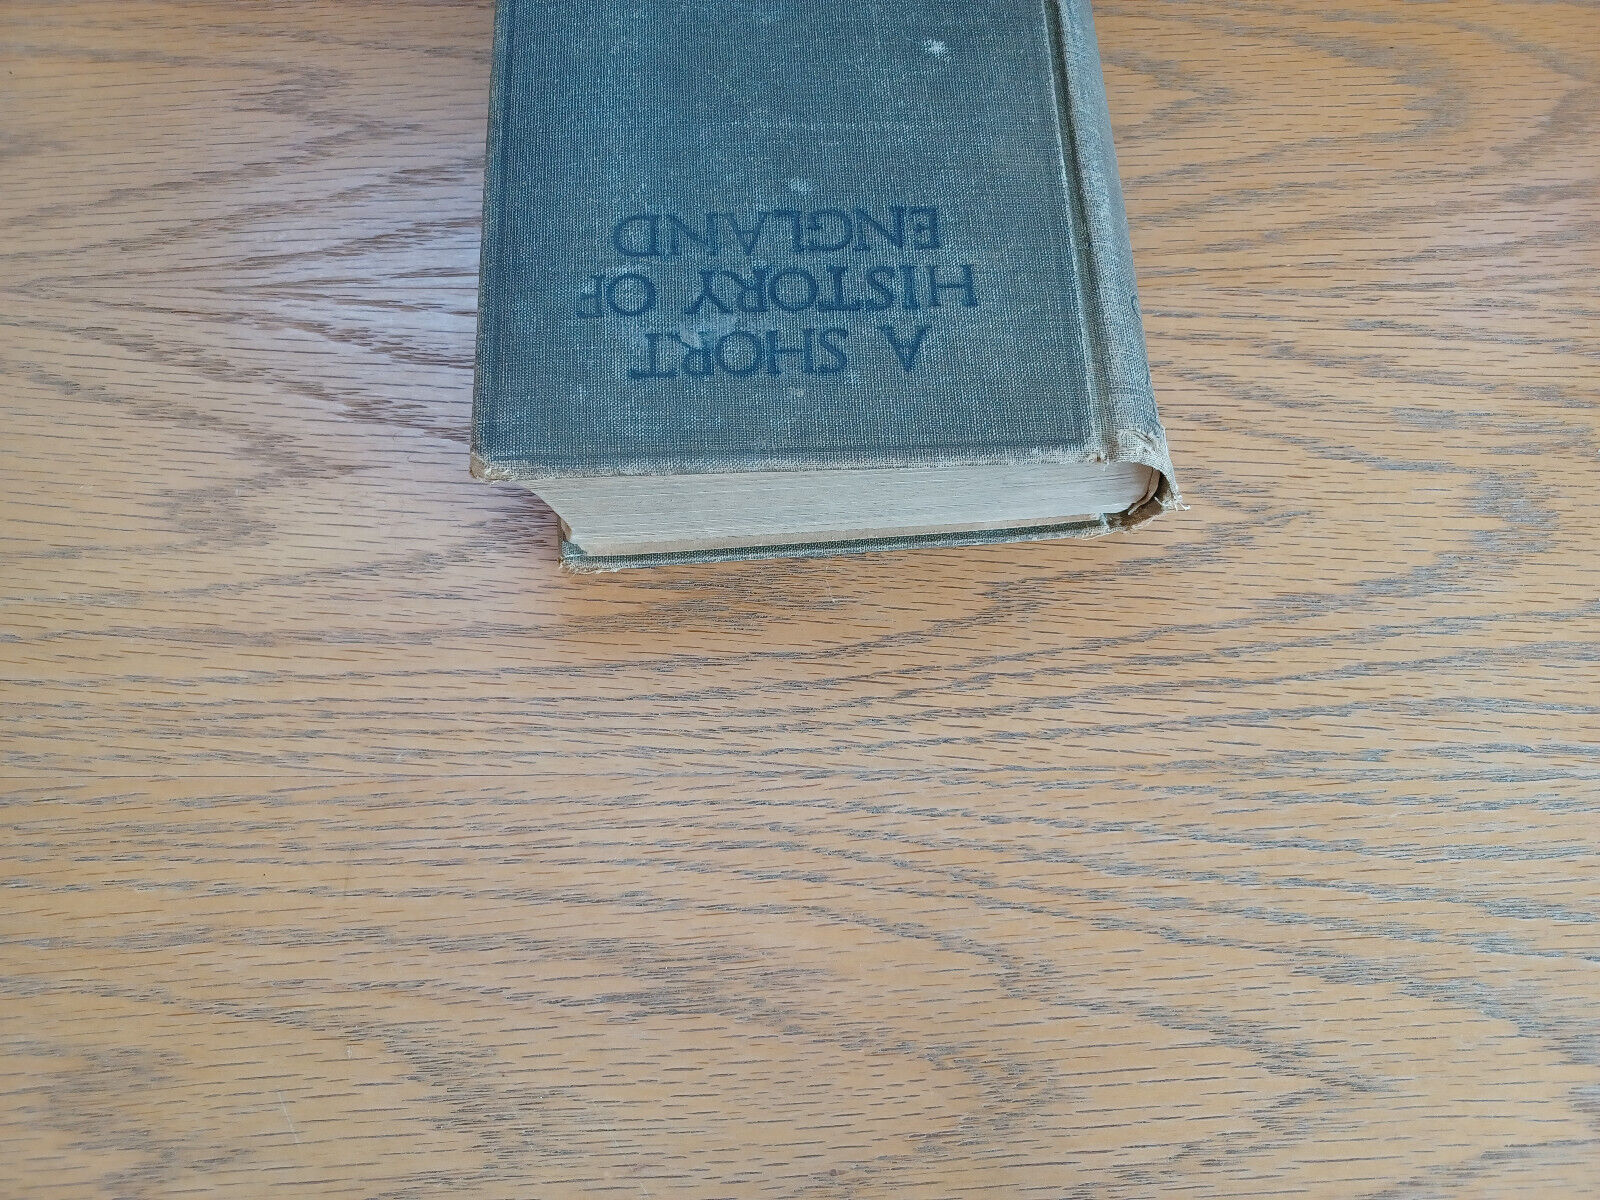 A SHORT
HISTORY OF
ENGLAND